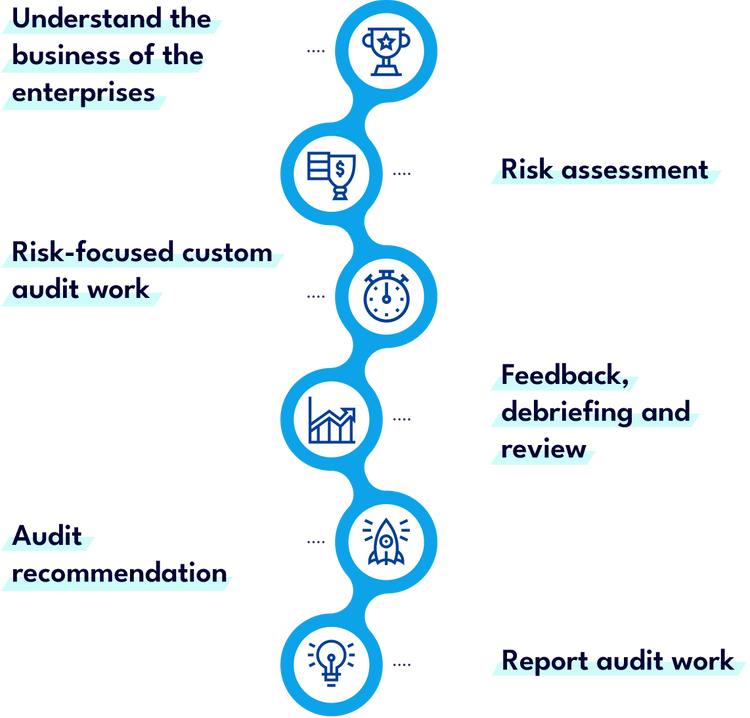 Understand the
business of the
enterprises
$
Risk assessment
Risk-focused custom
audit work
Feedback,
debriefing and
review
Audit
recommendation
Report audit work